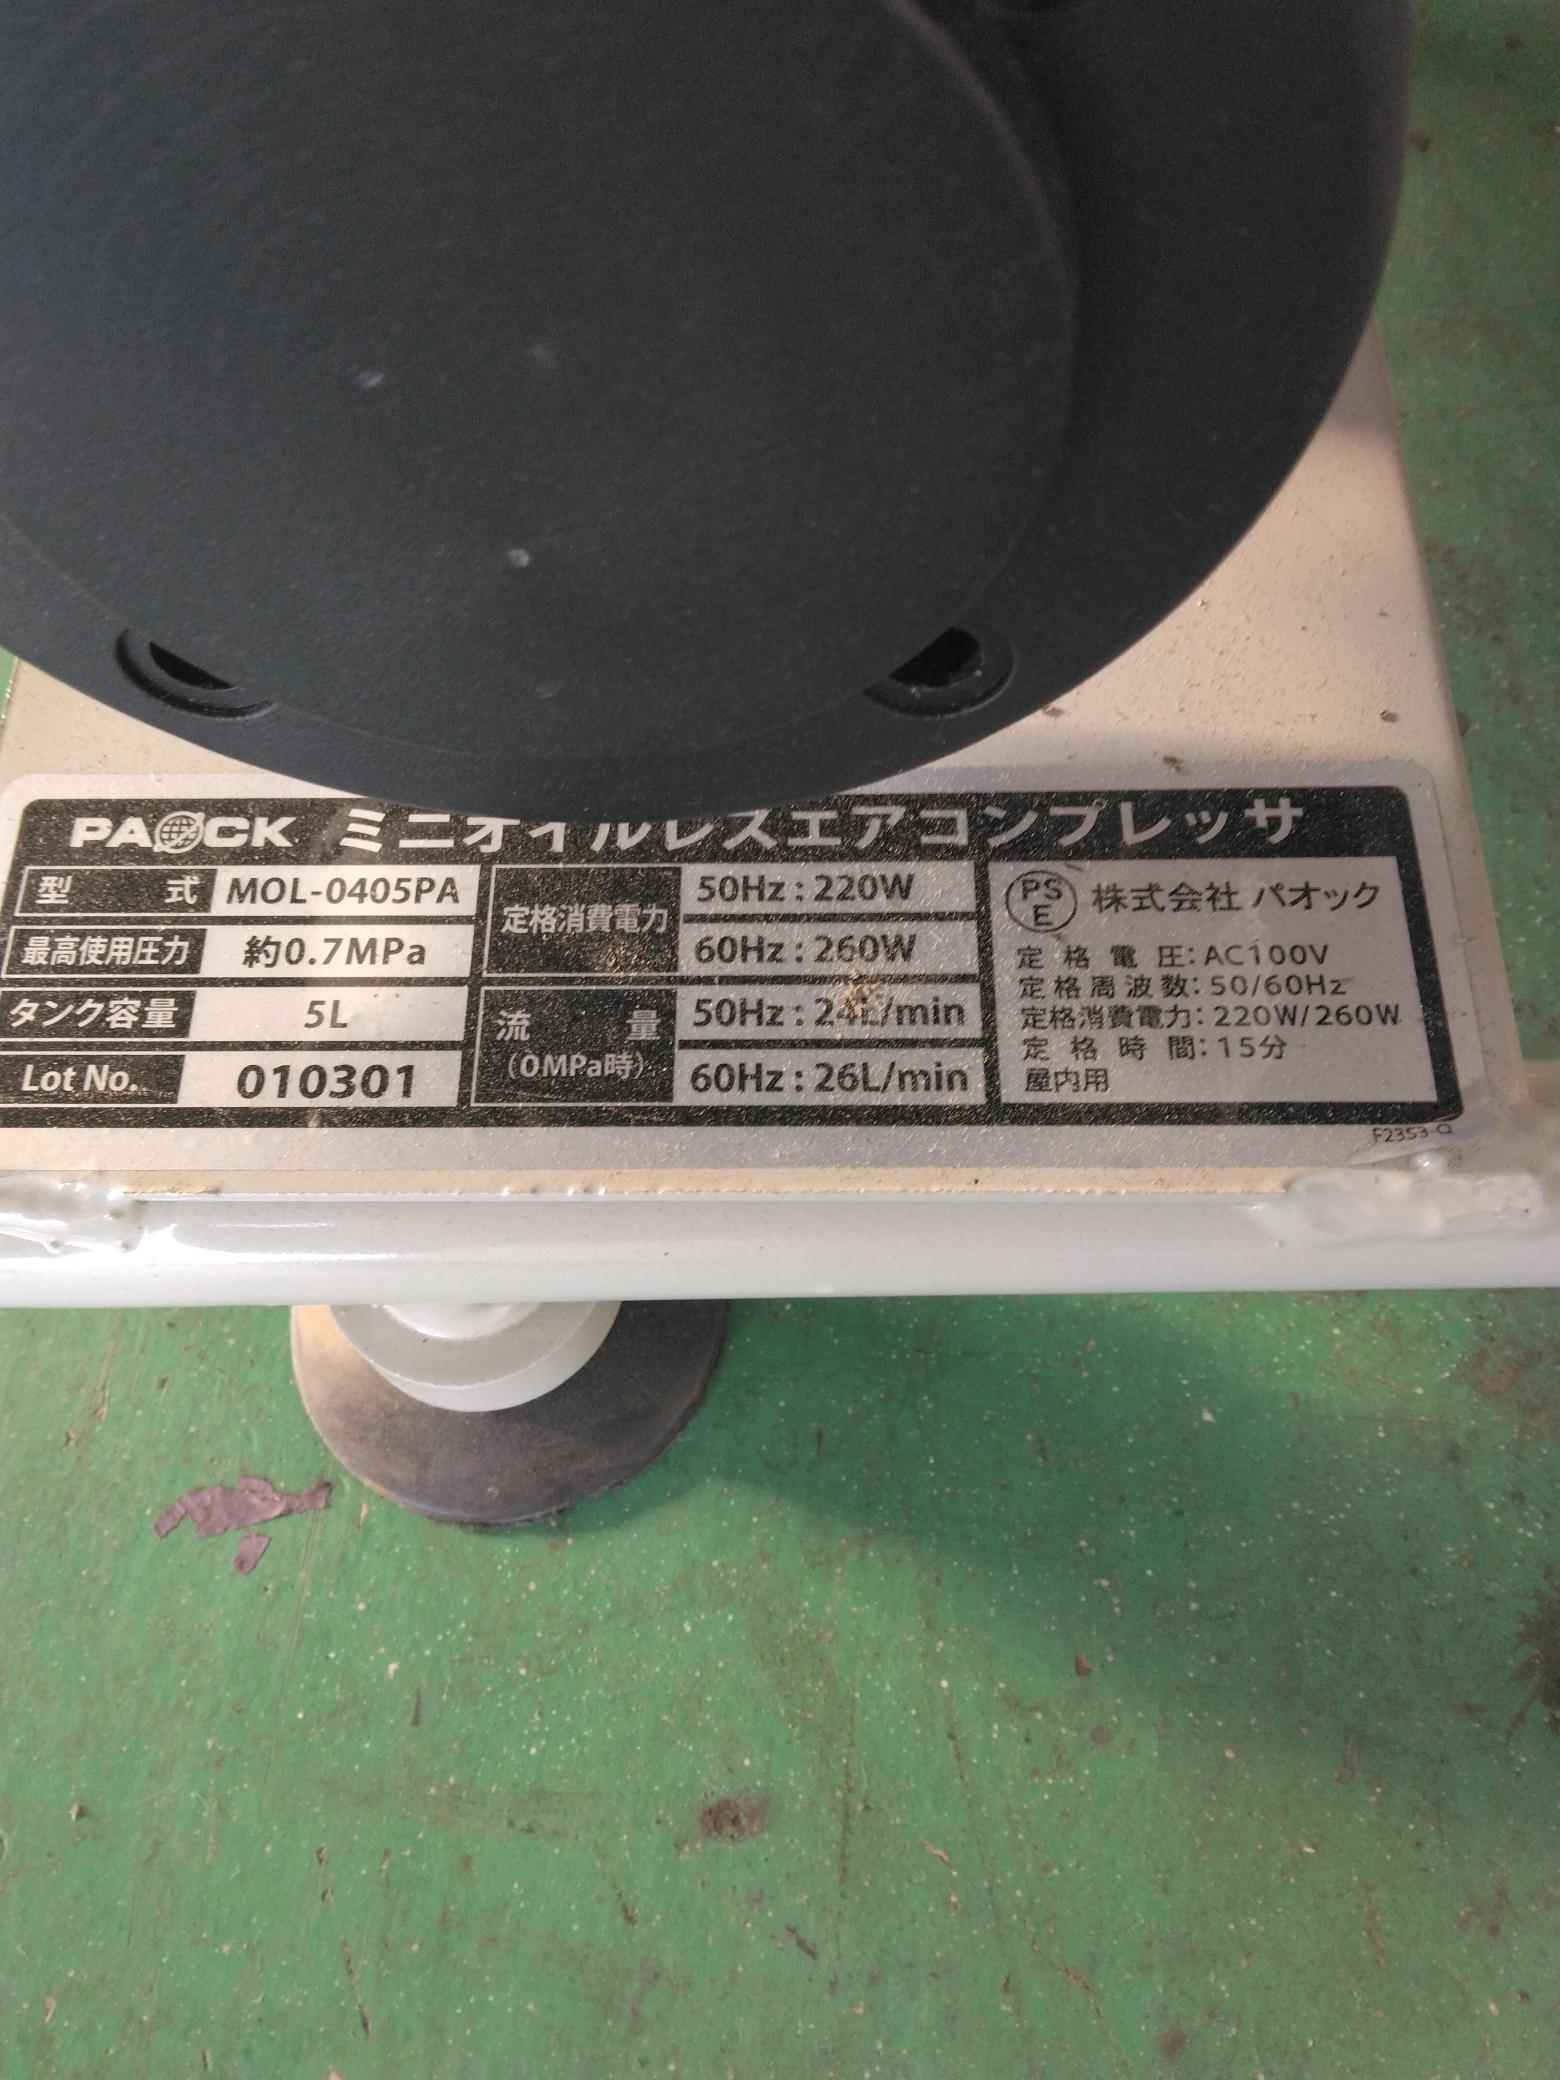 PAOCK ミニオイルレスエアコンプレッサ
型 式 MOL-0405PA
最高使用圧力 約0.7MPa
タンク容量 5L
Lot No. 010301
定格消費電力 50Hz : 220W
60Hz : 260W
流 量 50Hz : 24L/min
(0MPa時) 60Hz : 26L/min
PS
E
株式会社 パオック
定格電圧:AC100V
定格周波数:50/60Hz
定格消費電力:220W/260W
定格時間:15分
屋内用
F2353-Q